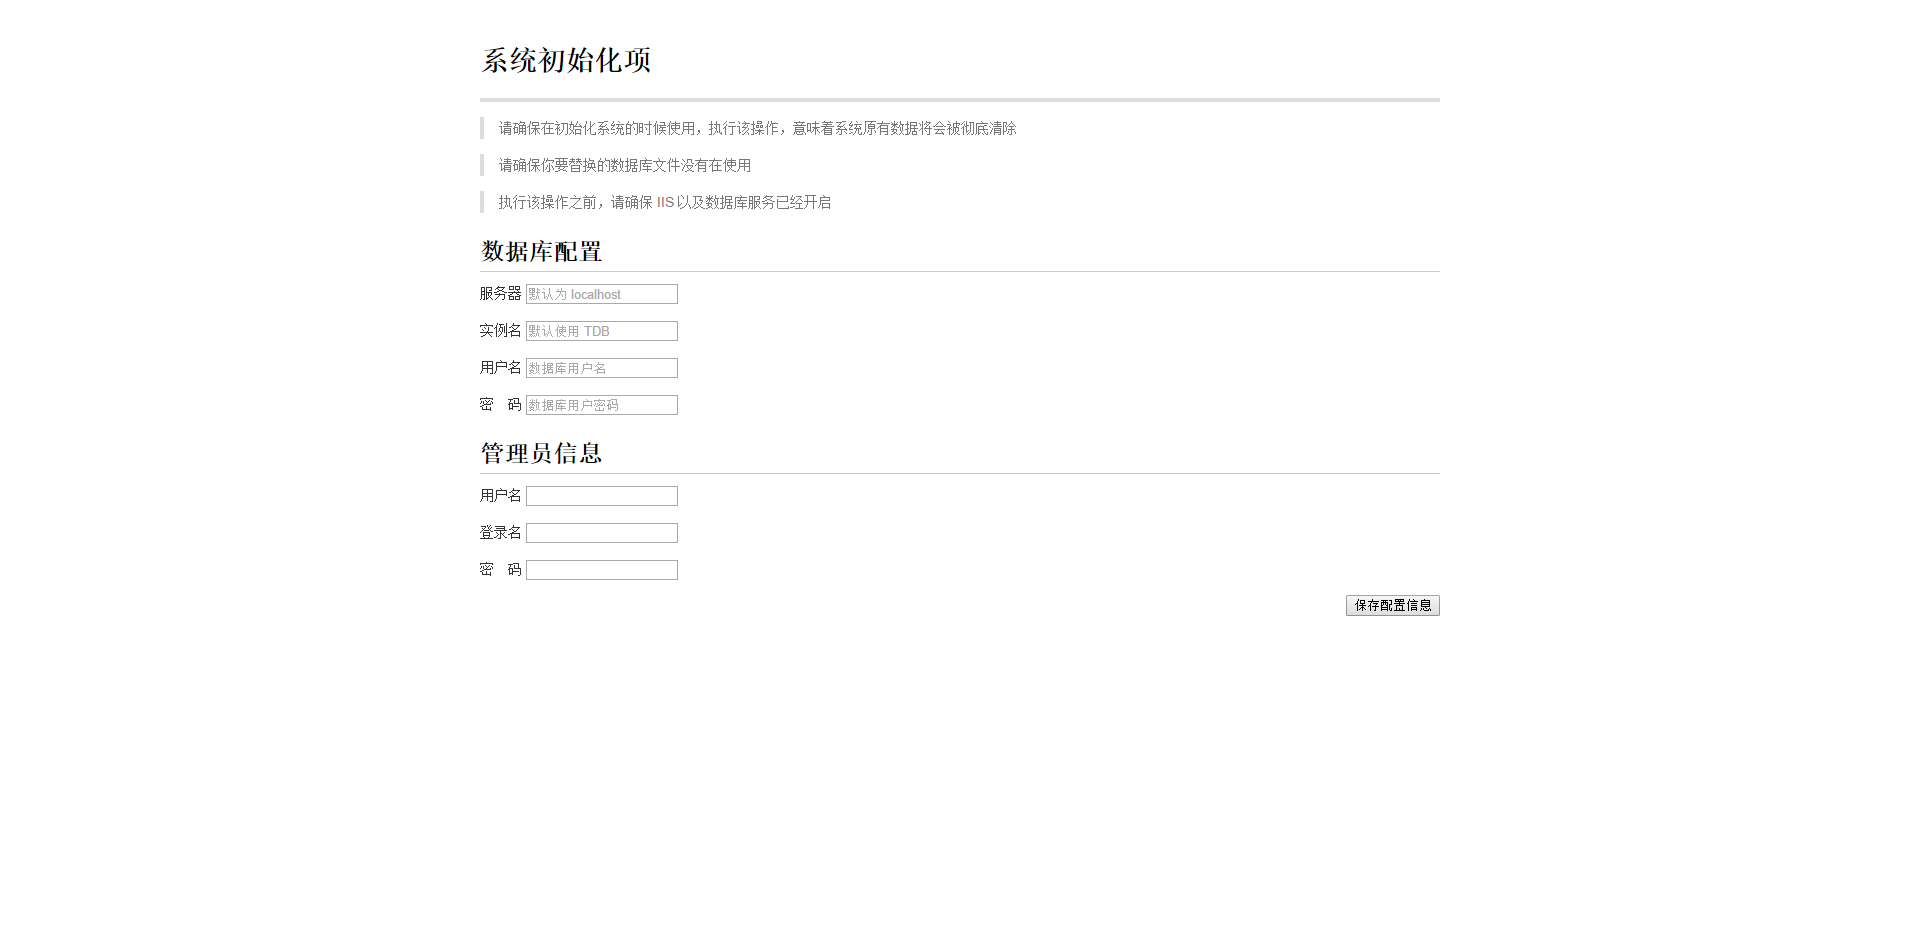 系统初始化项
请确保在初始化系统的时候使用，执行该操作，意味着系统原有数据将会被彻底清除
请确保你要替换的数据库文件没有在使用
执行该操作之前，请确保 IIS 以及数据库服务已经开启
数据库配置
服务器 默认为 localhost
实例名 默认使用 TDB
用户名 数据库用户名
密　码 数据库用户密码
管理员信息
用户名
登录名
密　码
保存配置信息